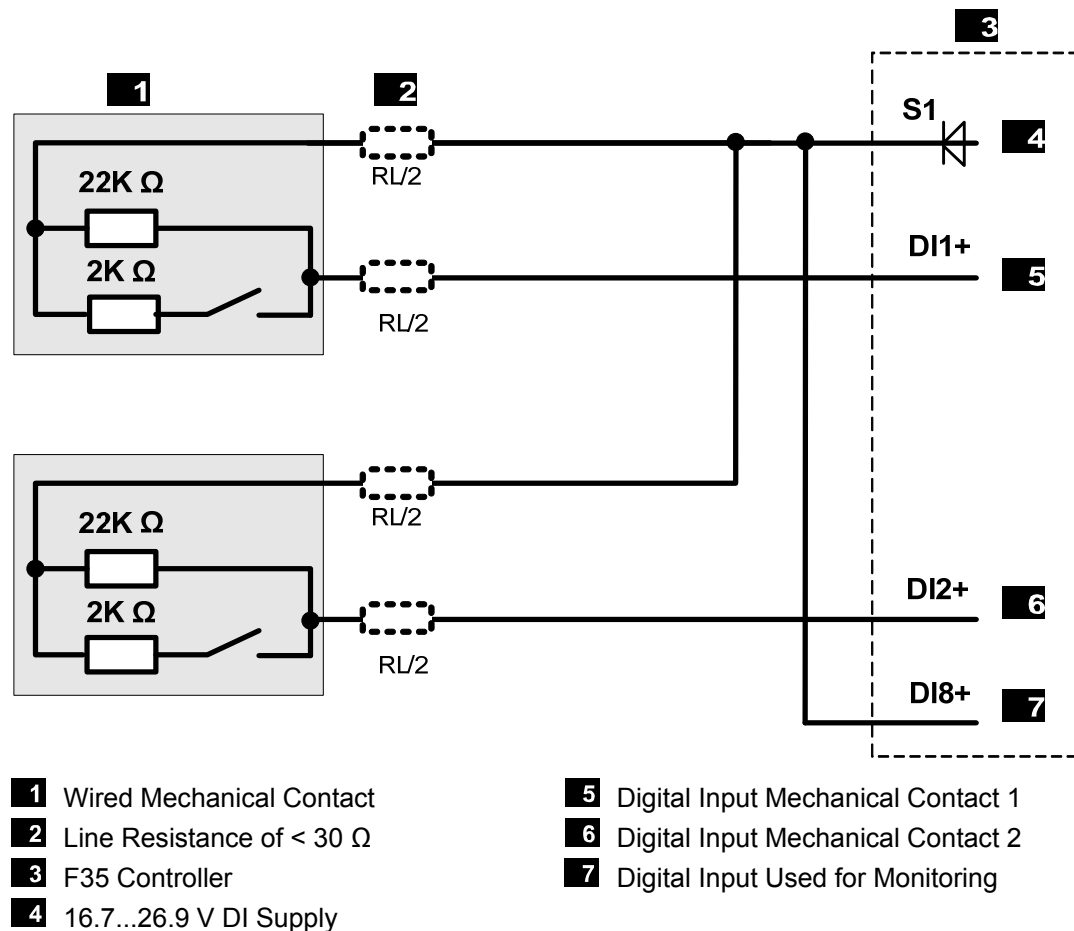 3
1
2
S1
4
RL/2
22K Ω
DI1+
2K Ω
5
RL/2
RL/2
22K Ω
DI2+
2K Ω
6
RL/2
DI8+
7
1 Wired Mechanical Contact
2 Line Resistance of < 30 Ω
3 F35 Controller
4 16.7...26.9 V DI Supply
5 Digital Input Mechanical Contact 1
6 Digital Input Mechanical Contact 2
7 Digital Input Used for Monitoring